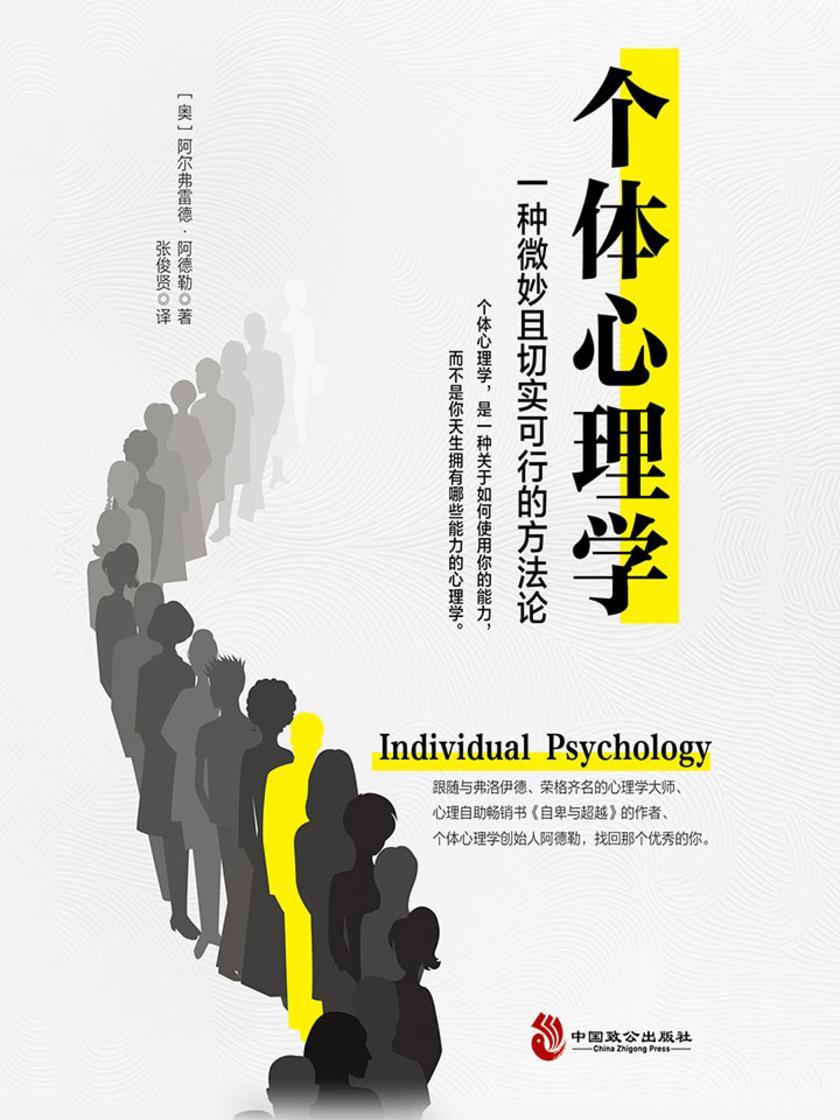 个体心理学
一种微妙且切实可行的方法论
个体心理学，是一种关于如何使用你的能力，
而不是你天生拥有哪些能力的心理学。
［奥］阿尔弗雷德·阿德勒◎著
张俊贤◎译
Individual Psychology
跟随与弗洛伊德、荣格齐名的心理学大师、
心理自助畅销书《自卑与超越》的作者、
个体心理学创始人阿德勒，找回那个优秀的你。
中国致公出版社
China Zhigong Press